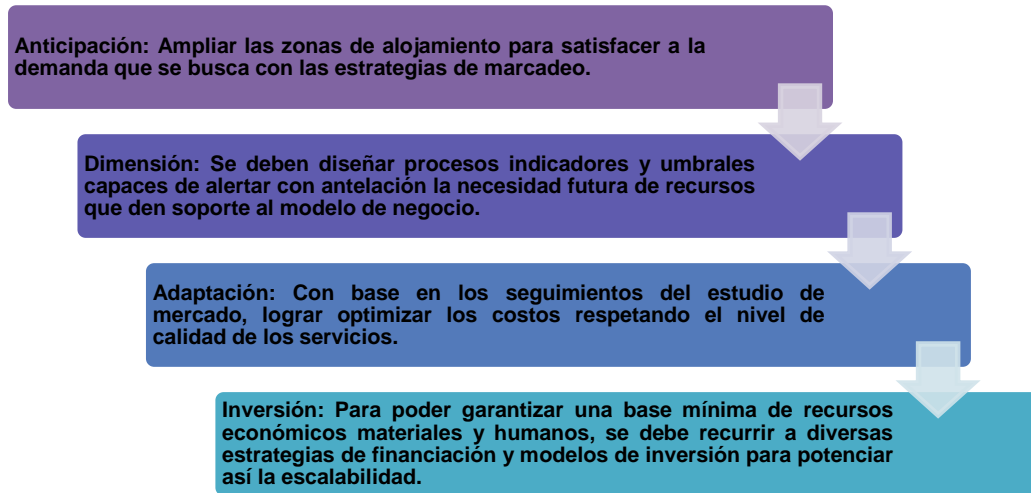 Anticipación: Ampliar las zonas de alojamiento para satisfacer a la
demanda que se busca con las estrategias de marcadeo.
Dimensión: Se deben diseñar procesos indicadores y umbrales
capaces de alertar con antelación la necesidad futura de recursos
que den soporte al modelo de negocio.
Adaptación: Con base en los seguimientos del estudio de
mercado, lograr optimizar los costos respetando el nivel de
calidad de los servicios.
Inversión: Para poder garantizar una base mínima de recursos
económicos materiales y humanos, se debe recurrir a diversas
estrategias de financiación y modelos de inversión para potenciar
así la escalabilidad.